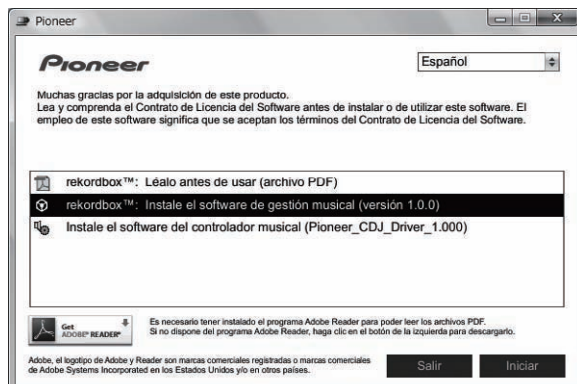 Pioneer
Pioneer
Español
Muchas gracias por la adquisición de este producto.
Lea y comprenda el Contrato de Licencia del Software antes de instalar o de utilizar este software. El
empleo de este software significa que se aceptan los términos del Contrato de Licencia del Software.
rekordbox™: Léalo antes de usar (archivo PDF)
rekordbox™: Instale el software de gestión musical (versión 1.0.0)
Instale el software del controlador musical (Pioneer_CDJ_Driver_1.000)
Get
ADOBE® READER®
Es necesario tener instalado el programa Adobe Reader para poder leer los archivos PDF.
Si no dispone del programa Adobe Reader, haga clic en el botón de la izquierda para descargarlo.
Adobe, el logotipo de Adobe y Reader son marcas comerciales registradas o marcas comerciales
de Adobe Systems Incorporated en los Estados Unidos y/o en otros países.
Salir
Iniciar